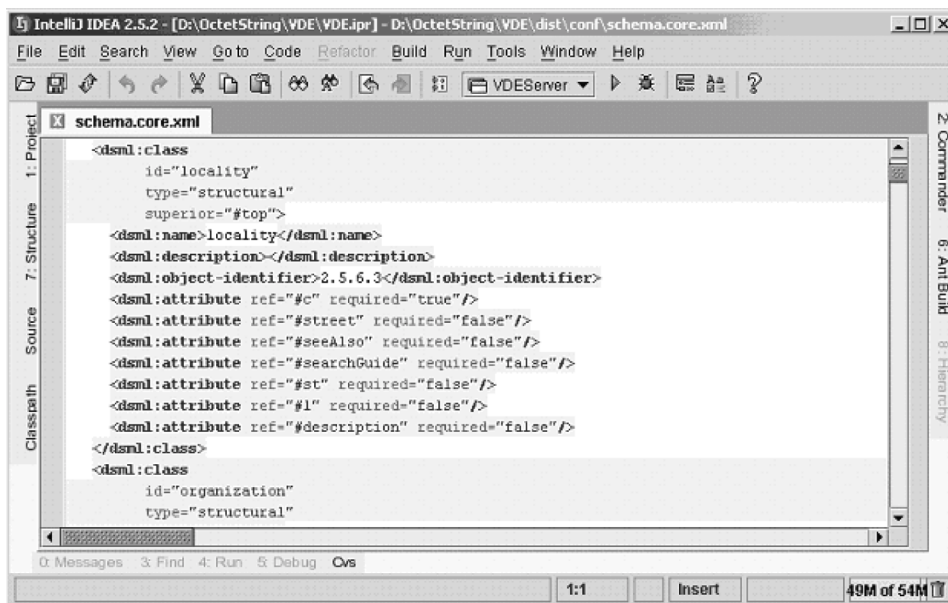 IntelliJ IDEA 2.5.2 - [D:\OctetString\VDE\VDE.ipr] - D:\OctetString\VDE\dist\conf\schema.core.xml
File Edit Search View Go to Code Refactor Build Run Tools Window Help
VDEServer
schema.core.xml
1: Project
7: Structure
Source
Classpath
<dsml:class
id="locality"
type="structural"
superior="#top">
<dsml:name>locality</dsml:name>
<dsml:description></dsml:description>
<dsml:object-identifier>2.5.6.3</dsml:object-identifier>
<dsml:attribute ref="#c" required="true"/>
<dsml:attribute ref="#street" required="false"/>
<dsml:attribute ref="#seeAlso" required="false"/>
<dsml:attribute ref="#searchGuide" required="false"/>
<dsml:attribute ref="#st" required="false"/>
<dsml:attribute ref="#l" required="false"/>
<dsml:attribute ref="#description" required="false"/>
</dsml:class>
<dsml:class
id="organization"
type="structural"
2: Commander
6: Ant Build
8: Hierarchy
0: Messages 3: Find 4: Run 5: Debug Cvs
1:1 Insert 49M of 54M